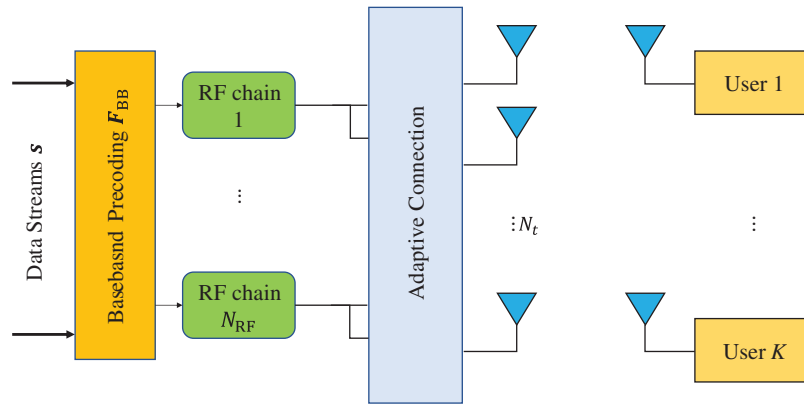 Data Streams s
Basebasnd Precoding F_BB
RF chain
1
⋮
RF chain
N_RF
Adaptive Connection
⋮N_t
User 1
⋮
User K